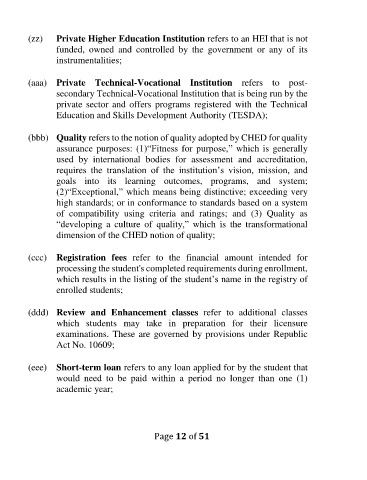 (zz) Private Higher Education Institution refers to an HEI that is not
funded, owned and controlled by the government or any of its
instrumentalities;
(aaa) Private Technical-Vocational Institution refers to post-
secondary Technical-Vocational Institution that is being run by the
private sector and offers programs registered with the Technical
Education and Skills Development Authority (TESDA);
(bbb) Quality refers to the notion of quality adopted by CHED for quality
assurance purposes: (1)“Fitness for purpose,” which is generally
used by international bodies for assessment and accreditation,
requires the translation of the institution’s vision, mission, and
goals into its learning outcomes, programs, and system;
(2)“Exceptional,” which means being distinctive; exceeding very
high standards; or in conformance to standards based on a system
of compatibility using criteria and ratings; and (3) Quality as
“developing a culture of quality,” which is the transformational
dimension of the CHED notion of quality;
(ccc) Registration fees refer to the financial amount intended for
processing the student's completed requirements during enrollment,
which results in the listing of the student’s name in the registry of
enrolled students;
(ddd) Review and Enhancement classes refer to additional classes
which students may take in preparation for their licensure
examinations. These are governed by provisions under Republic
Act No. 10609;
(eee) Short-term loan refers to any loan applied for by the student that
would need to be paid within a period no longer than one (1)
academic year;
Page 12 of 51